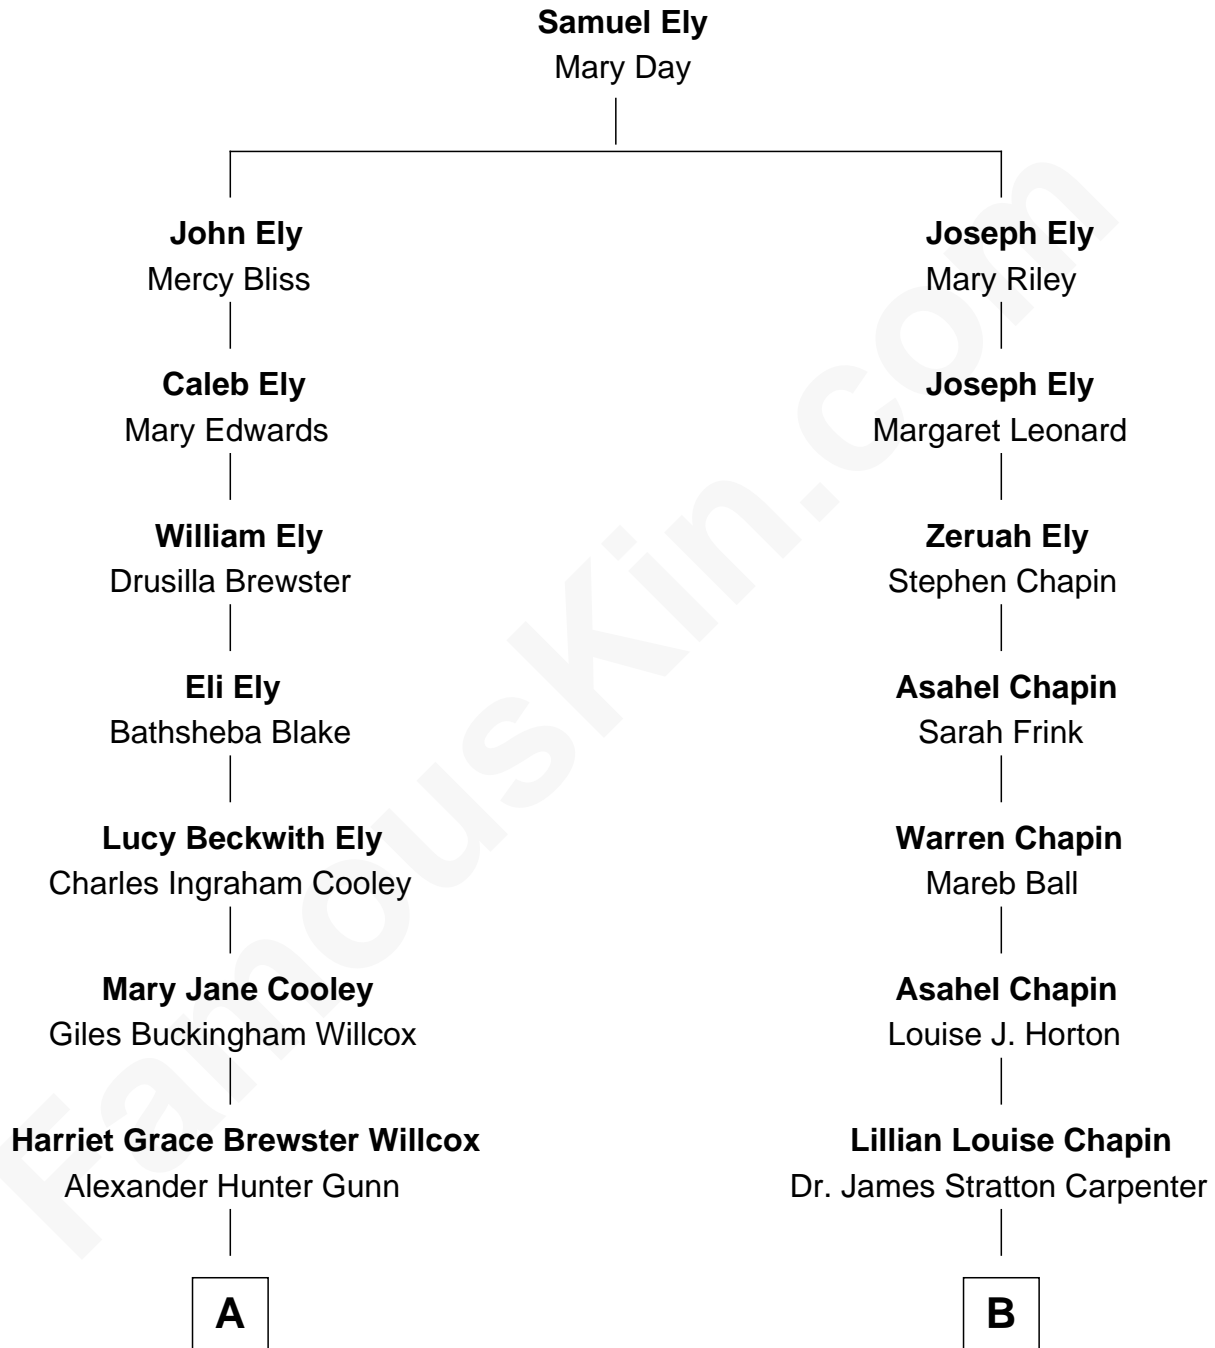 Samuel Ely
Mary Day
John Ely
Mercy Bliss
Joseph Ely
Mary Riley
Caleb Ely
Mary Edwards
Joseph Ely
Margaret Leonard
William Ely
Drusilla Brewster
Zeruah Ely
Stephen Chapin
Eli Ely
Bathsheba Blake
Asahel Chapin
Sarah Frink
Lucy Beckwith Ely
Charles Ingraham Cooley
Warren Chapin
Mareb Ball
Mary Jane Cooley
Giles Buckingham Willcox
Asahel Chapin
Louise J. Horton
Harriet Grace Brewster Willcox
Alexander Hunter Gunn
Lillian Louise Chapin
Dr. James Stratton Carpenter
A
B
FamousKin.com